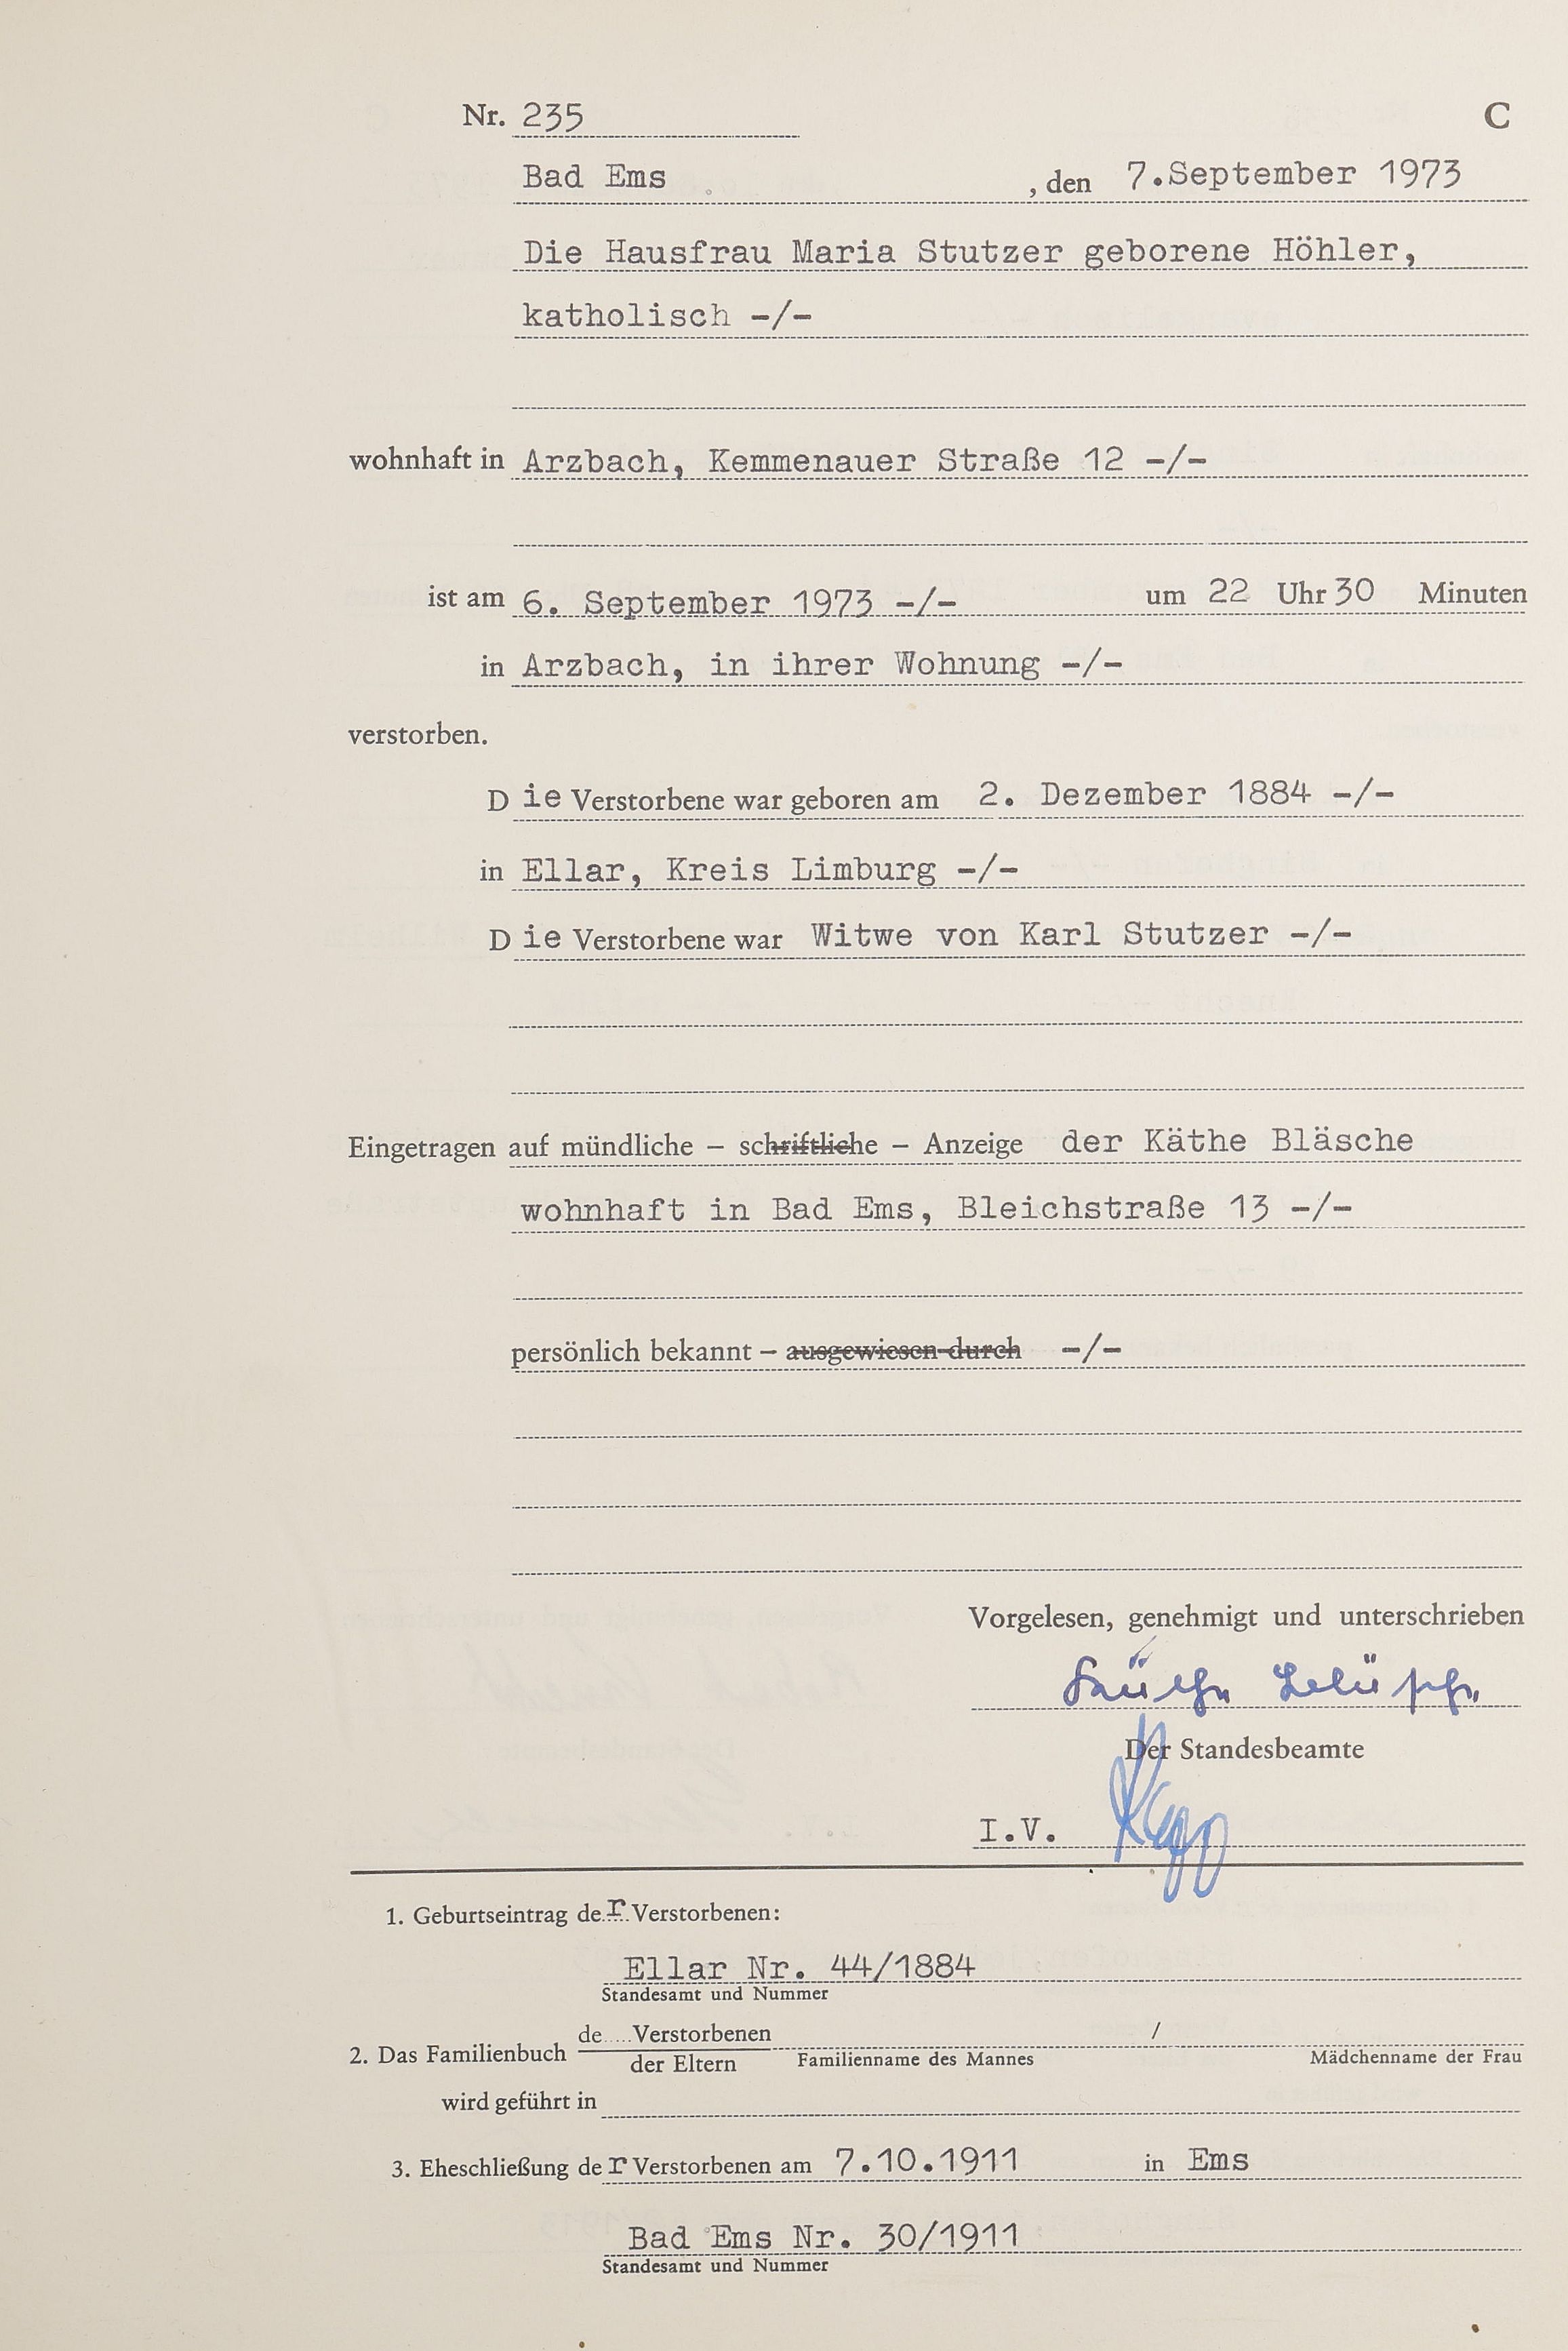 Nr. 235 C
Bad Ems , den 7.September 1973
Die Hausfrau Maria Stutzer geborene Höhler,
katholisch -/-
wohnhaft in Arzbach, Kemmenauer Straße 12 -/-
ist am 6. September 1973 -/- um 22 Uhr 30 Minuten
in Arzbach, in ihrer Wohnung -/-
verstorben.
Die Verstorbene war geboren am 2. Dezember 1884 -/-
in Ellar, Kreis Limburg -/-
Die Verstorbene war Witwe von Karl Stutzer -/-
Eingetragen auf mündliche – schriftliche – Anzeige der Käthe Bläsche
wohnhaft in Bad Ems, Bleichstraße 13 -/-
persönlich bekannt – ausgewiesen durch -/-
Vorgelesen, genehmigt und unterschrieben
Käthe Bläsche
Der Standesbeamte
I.V.
1. Geburtseintrag der Verstorbenen:
Ellar Nr. 44/1884
Standesamt und Nummer
de.... Verstorbenen /
2. Das Familienbuch der Eltern Familienname des Mannes Mädchenname der Frau
wird geführt in
3. Eheschließung der Verstorbenen am 7.10.1911 in Ems
Bad Ems Nr. 30/1911
Standesamt und Nummer